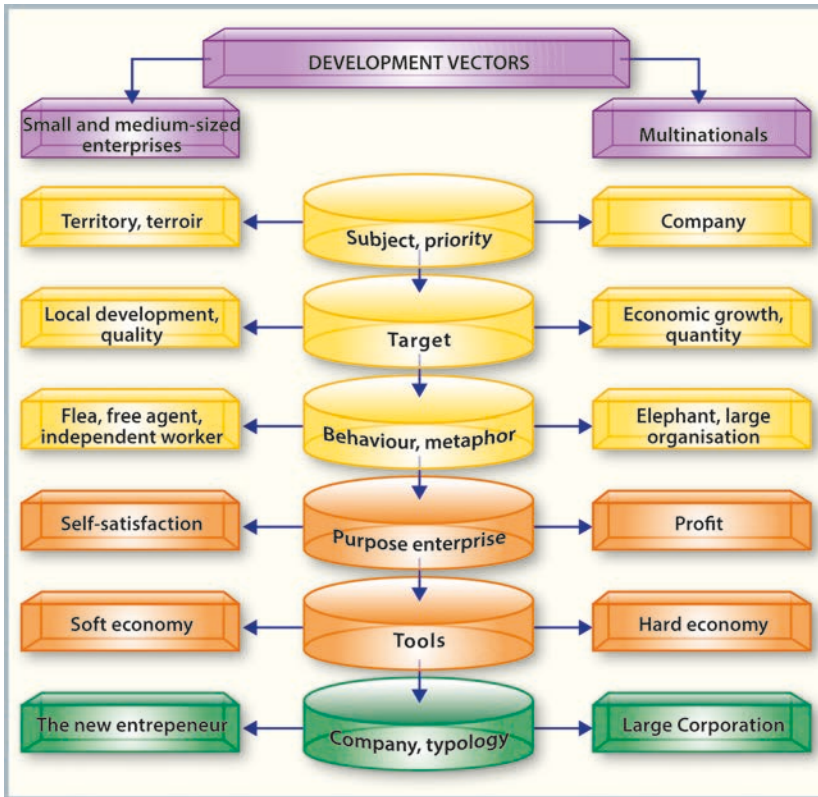 DEVELOPMENT VECTORS
Small and medium-sized
enterprises
Multinationals
Territory, terroir
Subject, priority
Company
Local development,
quality
Target
Economic growth,
quantity
Flea, free agent,
independent worker
Behaviour, metaphor
Elephant, large
organisation
Self-satisfaction
Purpose enterprise
Profit
Soft economy
Tools
Hard economy
The new entrepeneur
Company, typology
Large Corporation